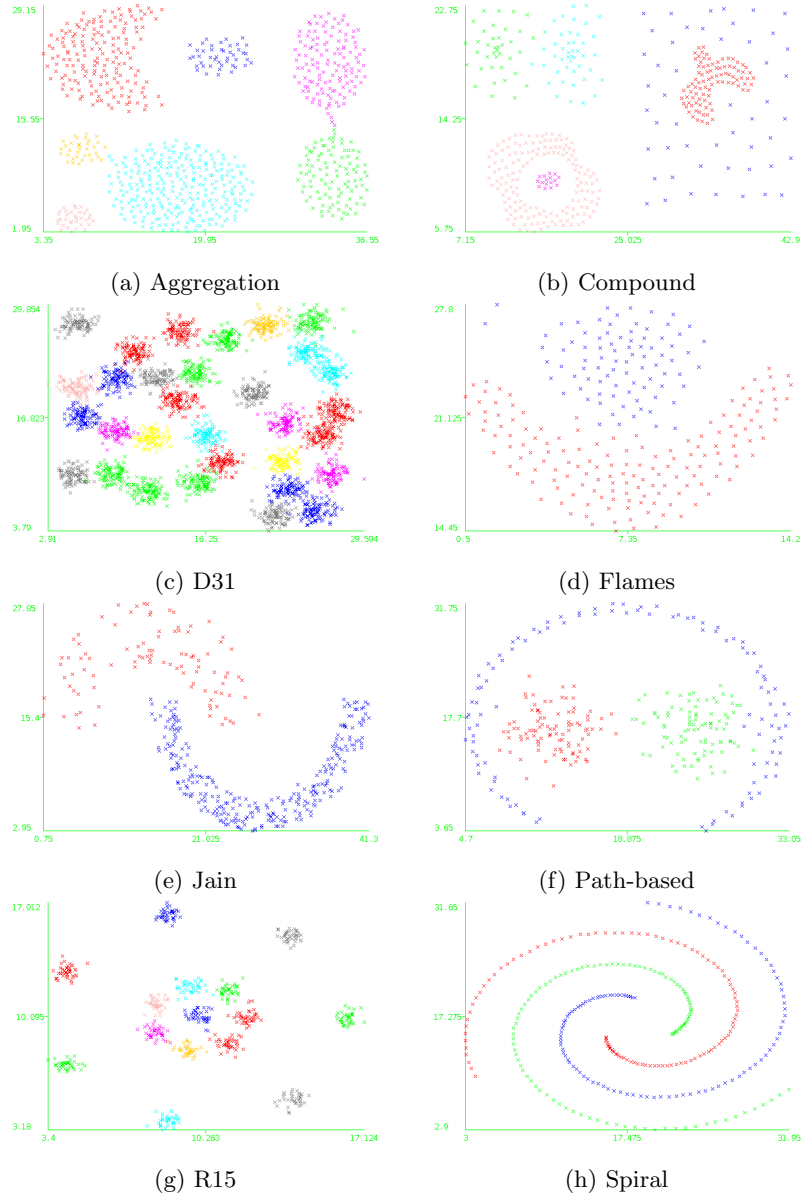 29.15
15.55
1.95
3.35 19.95 36.55
(a) Aggregation
22.75
14.25
5.75
7.15 25.025 42.9
(b) Compound
29.854
16.823
3.79
2.91 16.25 29.594
(c) D31
27.8
21.125
14.45
0.5 7.35 14.2
(d) Flames
27.95
15.4
2.95
0.75 21.025 41.3
(e) Jain
31.75
17.7
3.65
4.7 18.875 33.05
(f) Path-based
17.012
10.095
3.18
3.4 10.263 17.124
(g) R15
31.65
17.275
2.9
3 17.475 31.95
(h) Spiral